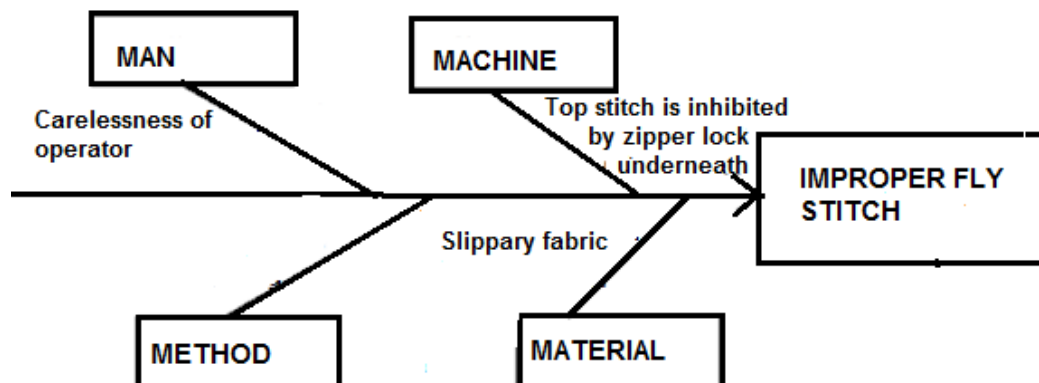 MAN
MACHINE
Carelessness of
operator
Top stitch is inhibited
by zipper lock
underneath
IMPROPER FLY
STITCH
Slippary fabric
METHOD
MATERIAL